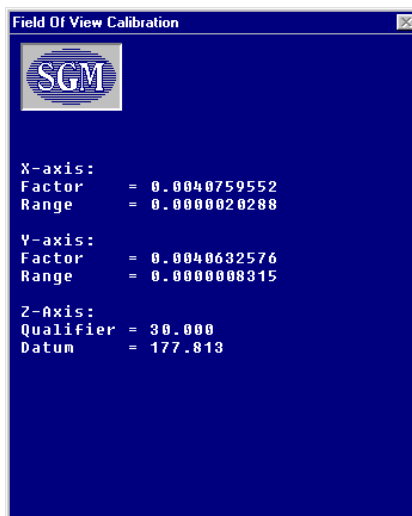 Field Of View Calibration
SGM
X-axis:
Factor = 0.0040759552
Range = 0.0000020288
Y-axis:
Factor = 0.0040632576
Range = 0.0000008315
Z-Axis:
Qualifier = 30.000
Datum = 177.813